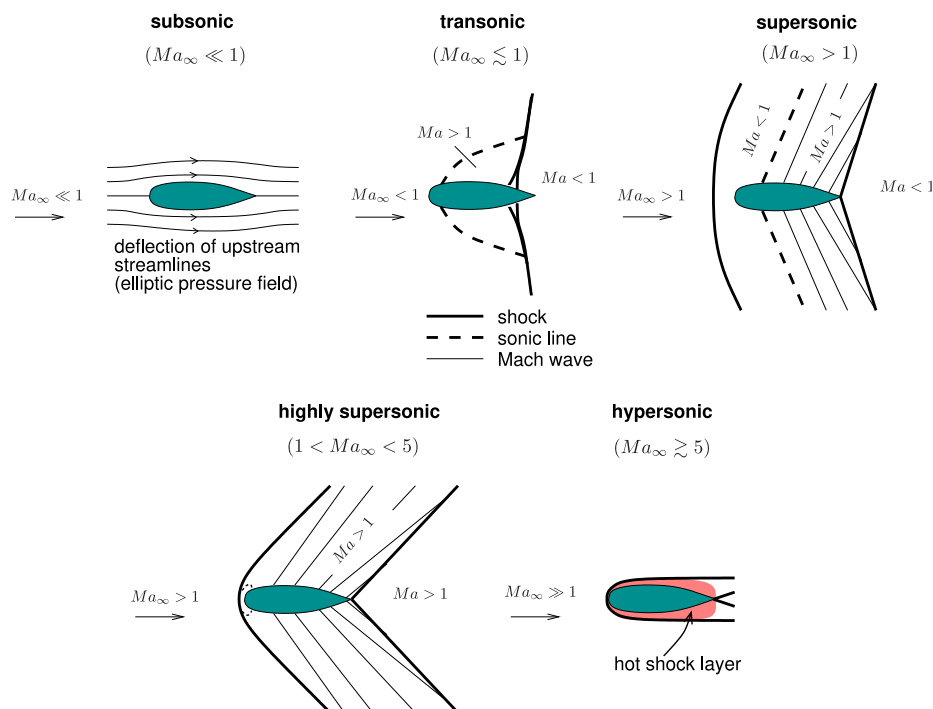 subsonic
(Ma∞ ≪ 1)
transonic
(Ma∞ ≲ 1)
supersonic
(Ma∞ > 1)
Ma∞ ≪ 1
deflection of upstream
streamlines
(elliptic pressure field)
Ma∞ < 1
Ma > 1
Ma < 1
Ma∞ > 1
Ma < 1
Ma > 1
Ma < 1
shock
sonic line
Mach wave
highly supersonic
(1 < Ma∞ < 5)
hypersonic
(Ma∞ ≳ 5)
Ma∞ > 1
Ma > 1
Ma > 1
Ma∞ ≫ 1
hot shock layer